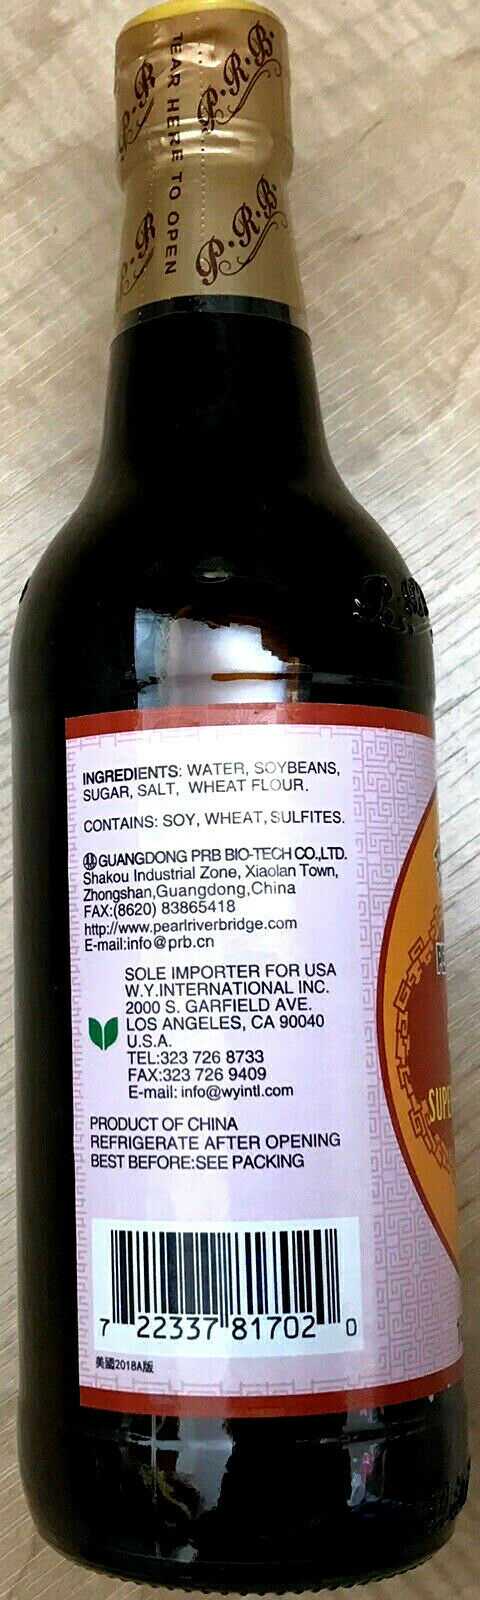 P.R.B.
TEAR HERE TO OPEN
P.R.B.
INGREDIENTS: WATER, SOYBEANS,
SUGAR, SALT, WHEAT FLOUR.
CONTAINS: SOY, WHEAT, SULFITES.
GUANGDONG PRB BIO-TECH CO.,LTD.
Shakou Industrial Zone, Xiaolan Town,
Zhongshan,Guangdong,China
FAX:(8620) 83865418
http://www.pearlriverbridge.com
E-mail:info@prb.cn
SOLE IMPORTER FOR USA
W.Y.INTERNATIONAL INC.
2000 S. GARFIELD AVE.
LOS ANGELES, CA 90040
U.S.A.
TEL:323 726 8733
FAX:323 726 9409
E-mail: info@wyintl.com
PRODUCT OF CHINA
REFRIGERATE AFTER OPENING
BEST BEFORE:SEE PACKING
7 22337 81702 0
美國2018A版